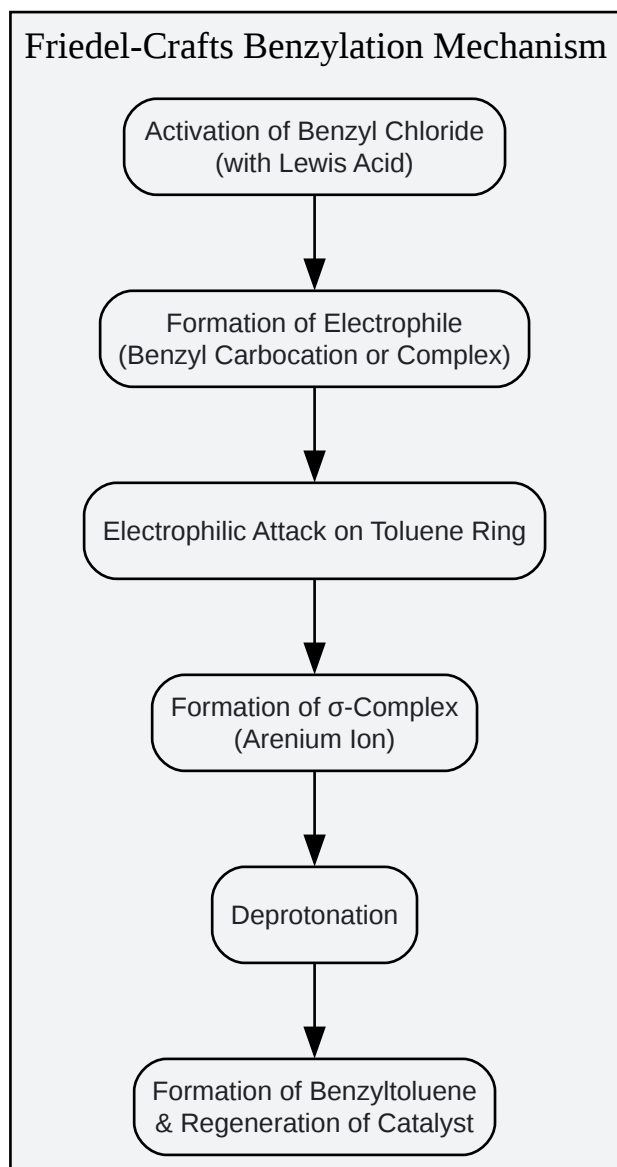 Friedel-Crafts Benzylation Mechanism
Activation of Benzyl Chloride
(with Lewis Acid)
Formation of Electrophile
(Benzyl Carbocation or Complex)
Electrophilic Attack on Toluene Ring
Formation of σ-Complex
(Arenium Ion)
Deprotonation
Formation of Benzyltoluene
& Regeneration of Catalyst